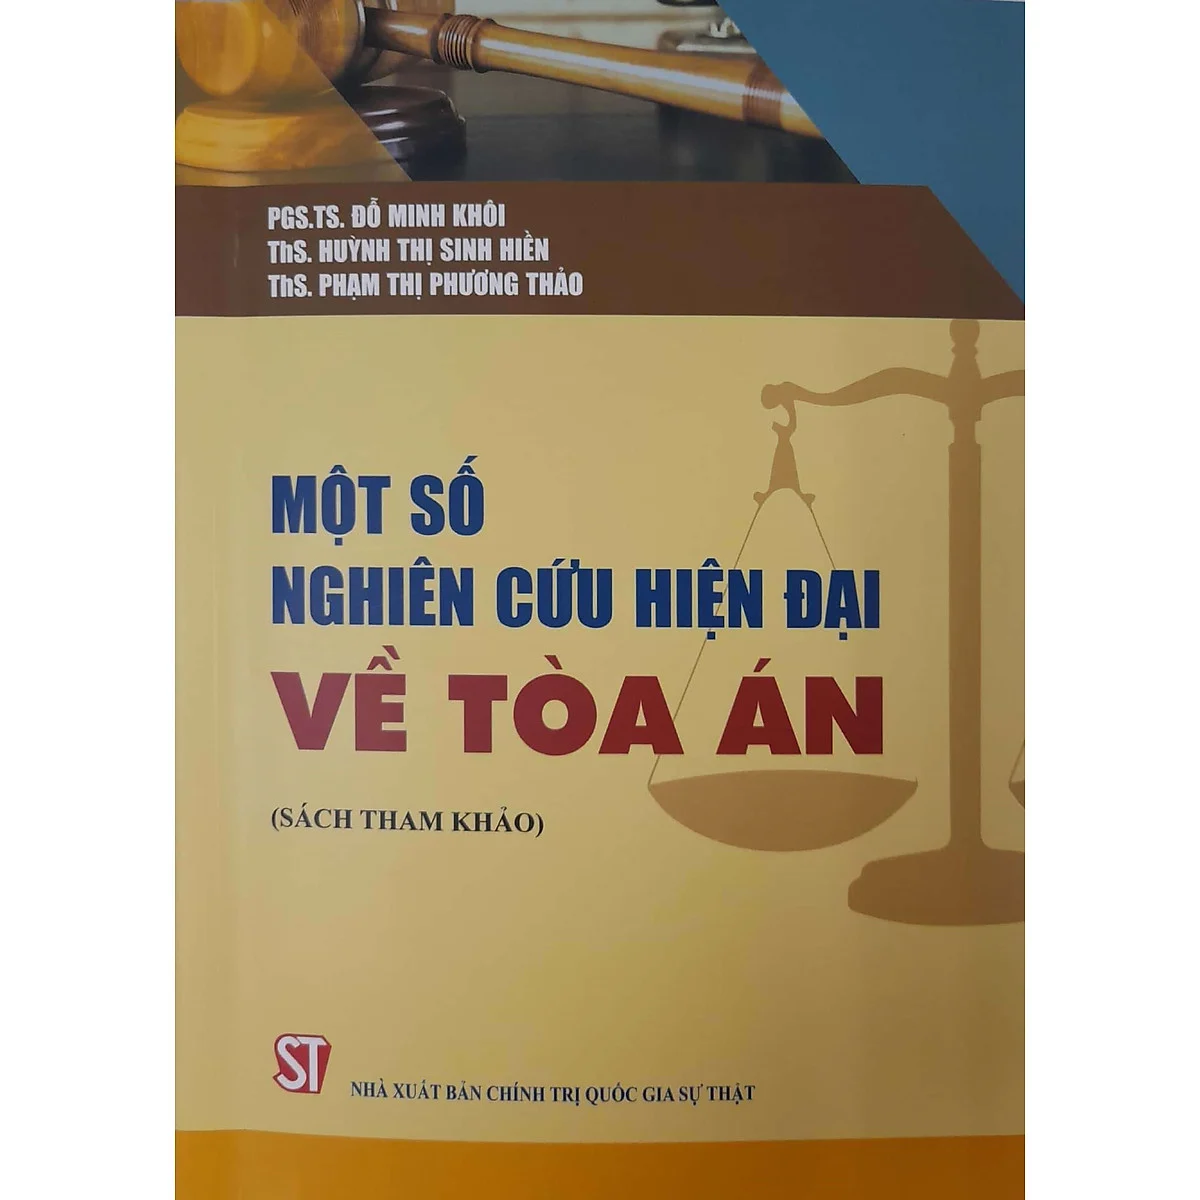 PGS.TS. ĐỖ MINH KHÔI
ThS. HUỲNH THỊ SINH HIỀN
ThS. PHẠM THỊ PHƯƠNG THẢO
MỘT SỐ
NGHIÊN CỨU HIỆN ĐẠI
VỀ TÒA ÁN
(SÁCH THAM KHẢO)
ST
NHÀ XUẤT BẢN CHÍNH TRỊ QUỐC GIA SỰ THẬT